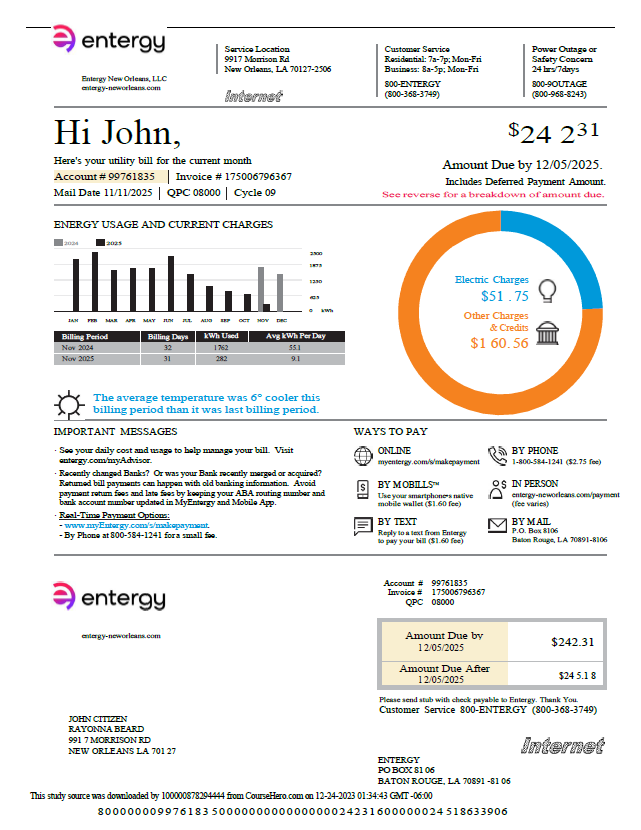 entergy
Entergy New Orleans, LLC
entergy-neworleans.com
Service Location
9917 Morrison Rd
New Orleans, LA 70127-2506
Internet
Customer Service
Residential: 7a-7p; Mon-Fri
Business: 8a-5p; Mon-Fri
800-ENTERGY
(800-368-3749)
Power Outage or
Safety Concern
24 hrs/7days
800-9OUTAGE
(800-968-8243)
Hi John,
Here's your utility bill for the current month
Account # 99761835 | Invoice # 175006796367
Mail Date 11/11/2025 | QPC 08000 | Cycle 09
$24 2 31
Amount Due by 12/05/2025.
Includes Deferred Payment Amount.
See reverse for a breakdown of amount due.
ENERGY USAGE AND CURRENT CHARGES
2024 2025
2500
1875
1250
625
0 kWh
JAN FEB MAR APR MAY JUN JUL AUG SEP OCT NOV DEC
Billing Period Billing Days kWh Used Avg kWh Per Day
Nov 2024 32 1762 55.1
Nov 2025 31 282 9.1
Electric Charges
$51 . 75
Other Charges
& Credits
$1 60.56
The average temperature was 6° cooler this
billing period than it was last billing period.
IMPORTANT MESSAGES
· See your daily cost and usage to help manage your bill. Visit
entergy.com/myAdvisor.
· Recently changed Banks? Or was your Bank recently merged or acquired?
Returned bill payments can happen with old banking information. Avoid
payment return fees and late fees by keeping your ABA routing number and
bank account number updated in MyEntergy and Mobile App.
· Real-Time Payment Options:
- www.myEntergy.com/s/makepayment.
- By Phone at 800-584-1241 for a small fee.
WAYS TO PAY
ONLINE
myentergy.com/s/makepayment
BY PHONE
1-800-584-1241 ($2.75 fee)
BY MOBILLS™
Use your smartphones native
mobile wallet ($1.60 fee)
IN PERSON
entergy-neworleans.com/payment
(fee varies)
BY TEXT
Reply to a text from Entergy
to pay your bill ($1.60 fee)
BY MAIL
P.O. Box 8106
Baton Rouge, LA 70891-8106
entergy
entergy-neworleans.com
Account # 99761835
Invoice # 175006796367
QPC 08000
Amount Due by
12/05/2025
$242.31
Amount Due After
12/05/2025
$24 5.1 8
Please send stub with check payable to Entergy. Thank You.
Customer Service 800-ENTERGY (800-368-3749)
JOHN CITIZEN
RAYONNA BEARD
991 7 MORRISON RD
NEW ORLEANS LA 701 27
Internet
ENTERGY
PO BOX 81 06
BATON ROUGE, LA 70891 -81 06
This study source was downloaded by 100000878294444 from CourseHero.com on 12-24-2023 01:34:43 GMT -06:00
8000000099761835000000000000000242316000000024 518633906